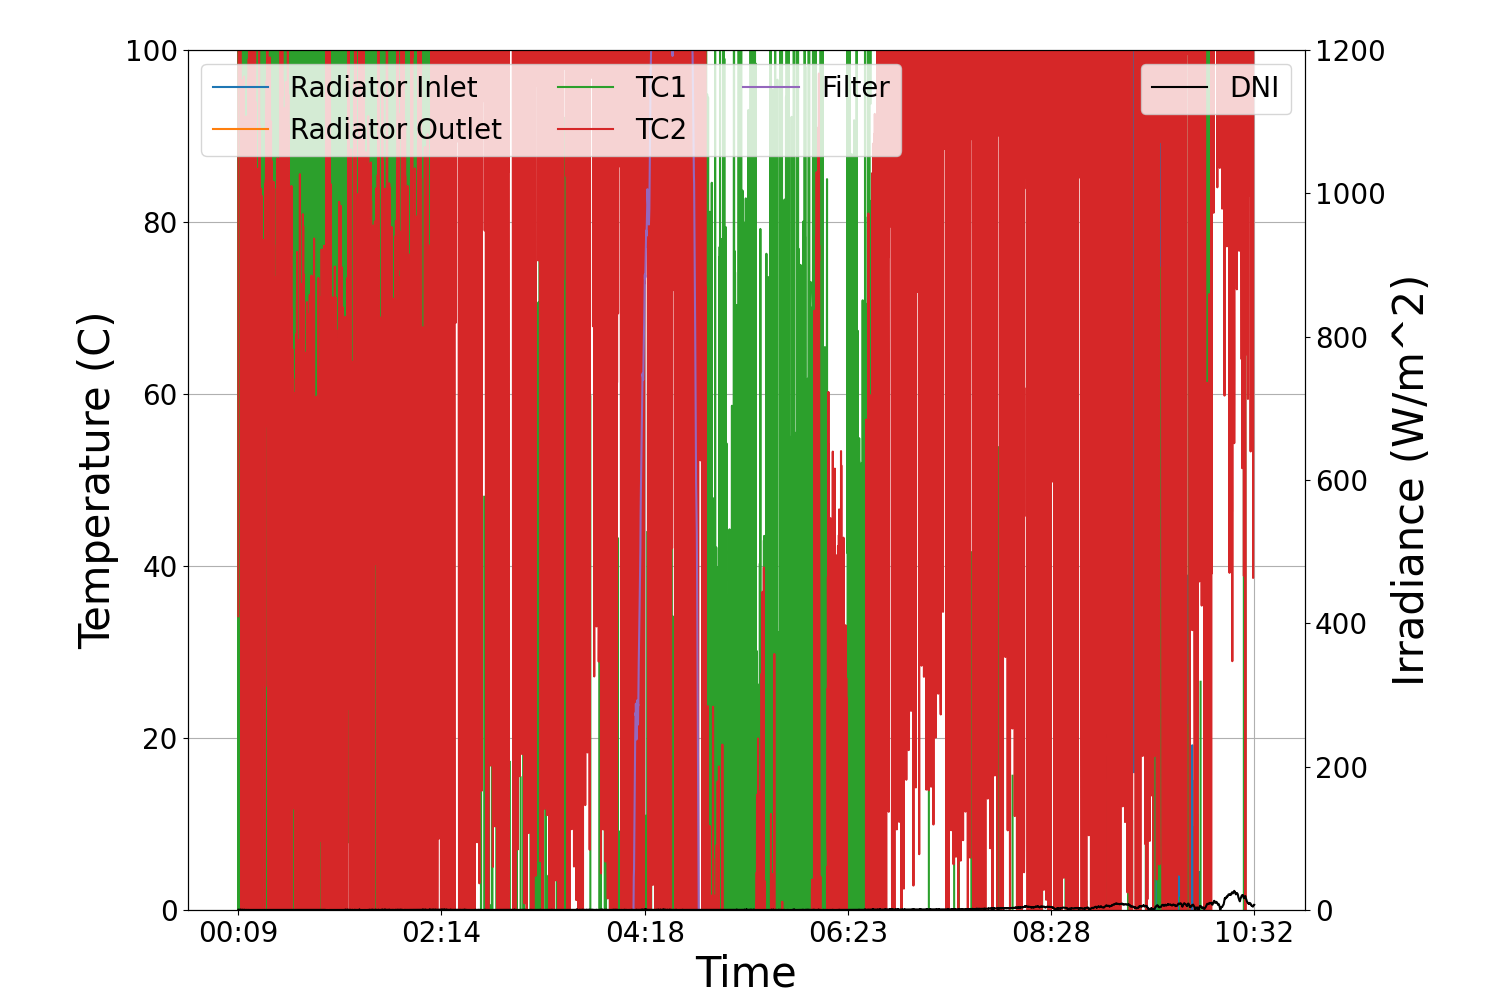 Radiator Inlet
Radiator Outlet
TC1
TC2
Filter
DNI
Temperature (C)
100
80
60
40
20
0
Irradiance (W/m^2)
1200
1000
800
600
400
200
0
00:09
02:14
04:18
06:23
08:28
10:32
Time